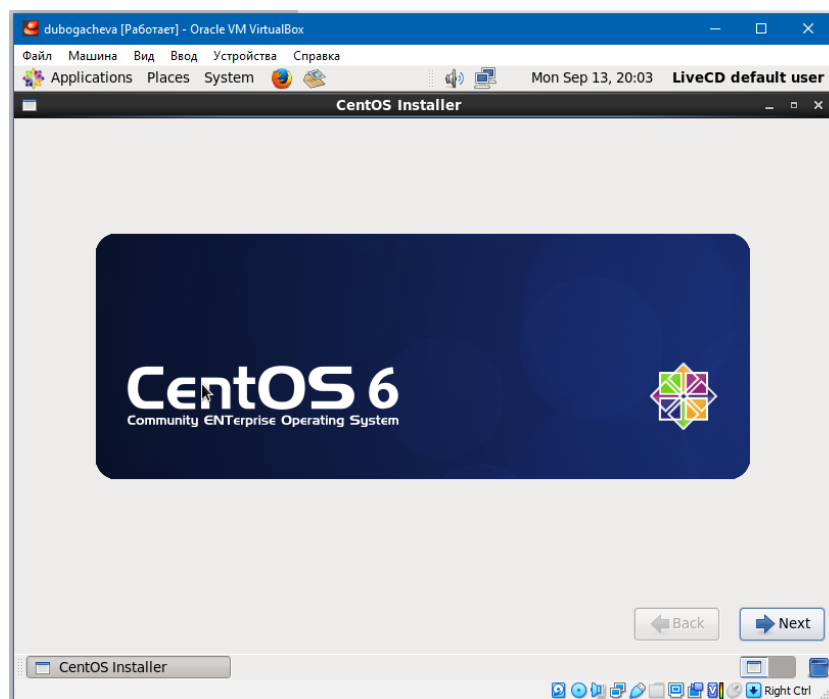 dubogacheva [Работает] - Oracle VM VirtualBox
Файл Машина Вид Ввод Устройства Справка
Applications Places System Mon Sep 13, 20:03 LiveCD default user
CentOS Installer
CentOS 6
Community ENTerprise Operating System
Back Next
CentOS Installer
Right Ctrl